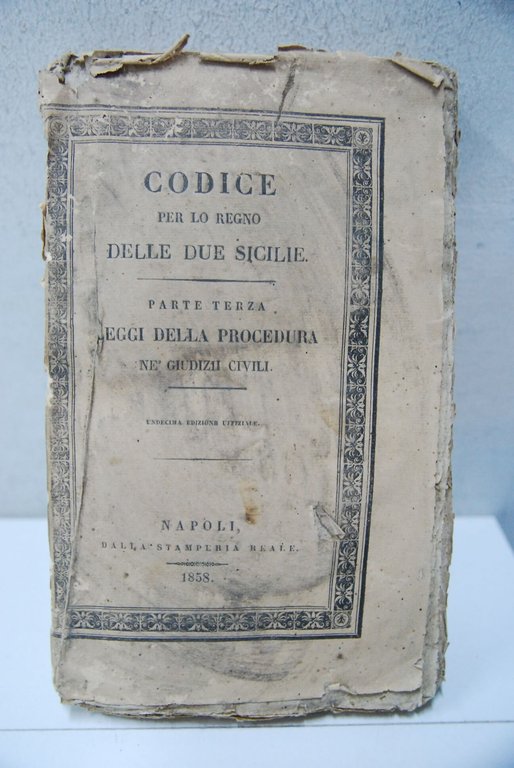 CODICE
PER LO REGNO
DELLE DUE SICILIE.
PARTE TERZA
EGGI DELLA PROCEDURA
NE' GIUDIZII CIVILI.
UNDECIMA EDIZIONE UFFIZIALE.
NAPOLI,
DALLA STAMPERIA REALE.
1858.